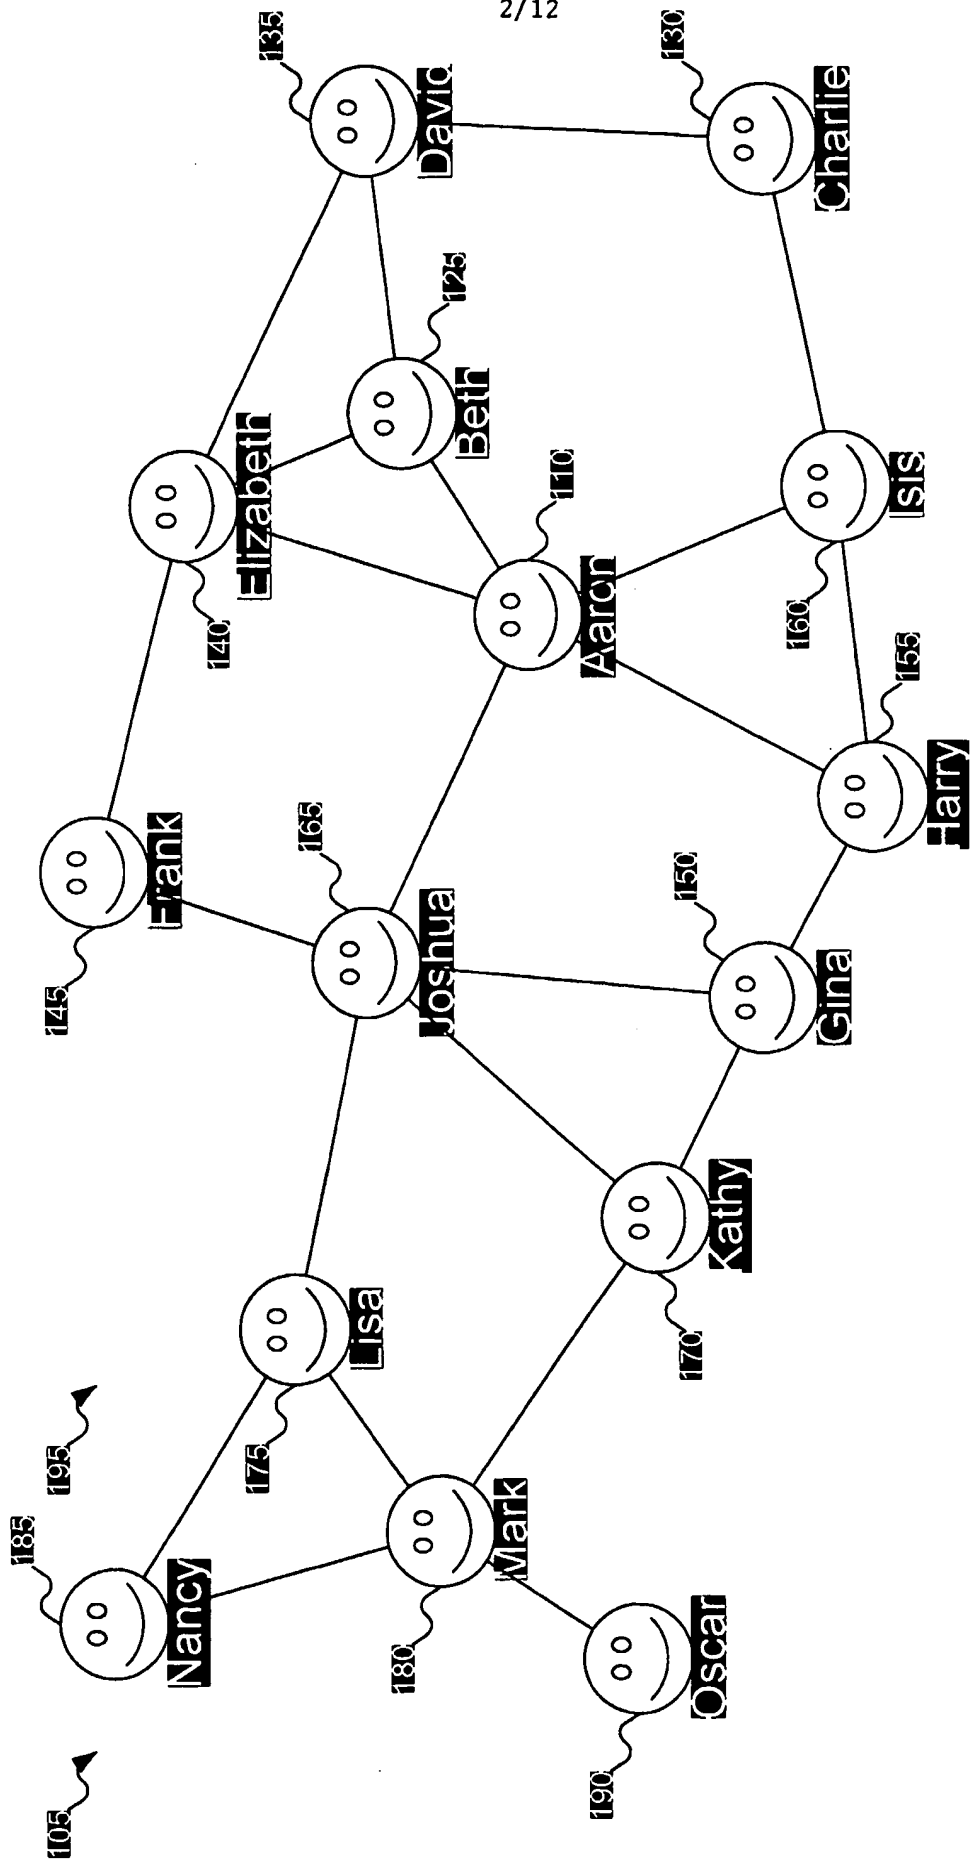 2/12
105
185
195
Nancy
145
Frank
140
Elizabeth
135
David
175
Lisa
165
Joshua
125
Beth
180
Mark
110
Aaron
190
Oscar
170
Kathy
150
Gina
155
Harry
160
Isis
130
Charlie